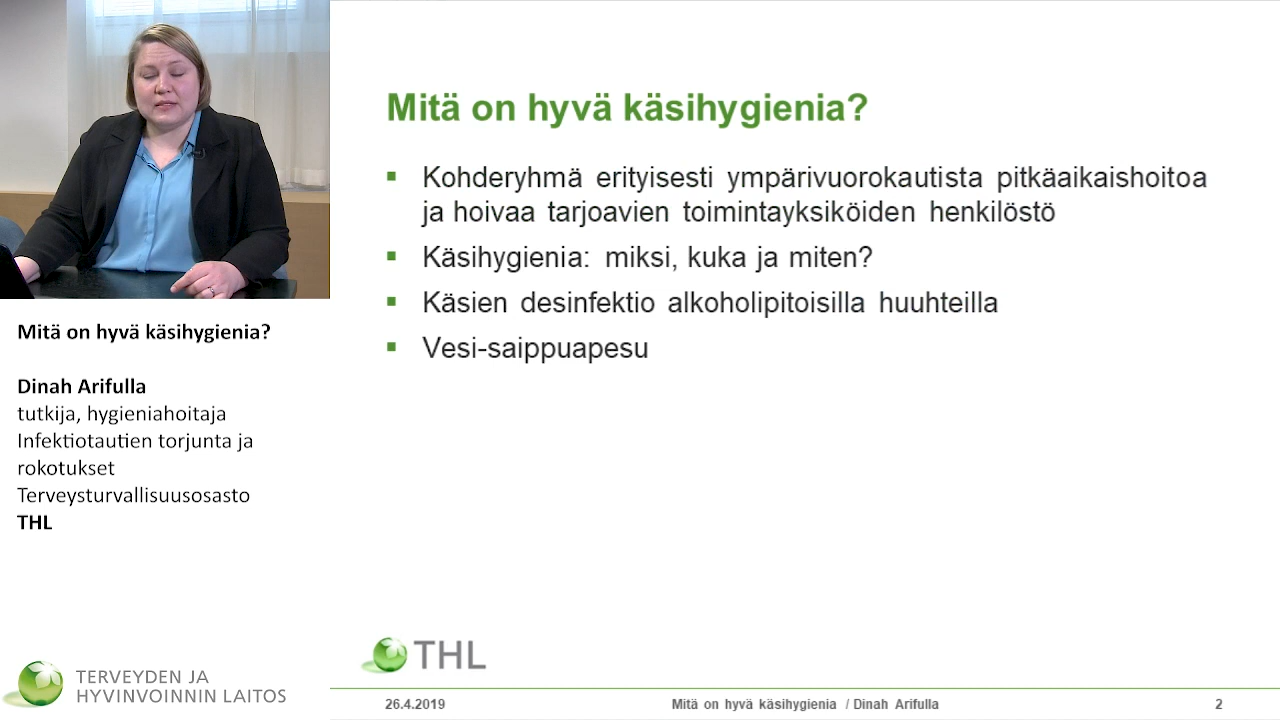 Mitä on hyvä käsihygienia?
Dinah Arifulla
tutkija, hygieniahoitaja
Infektiotautien torjunta ja
rokotukset
Terveysturvallisuusosasto
THL
TERVEYDEN JA
HYVINVOINNIN LAITOS
Mitä on hyvä käsihygienia?
▪ Kohderyhmä erityisesti ympärivuorokautista pitkäaikaishoitoa
ja hoivaa tarjoavien toimintayksiköiden henkilöstö
▪ Käsihygienia: miksi, kuka ja miten?
▪ Käsien desinfektio alkoholipitoisilla huuhteilla
▪ Vesi-saippuapesu
THL
26.4.2019 Mitä on hyvä käsihygienia / Dinah Arifulla 2